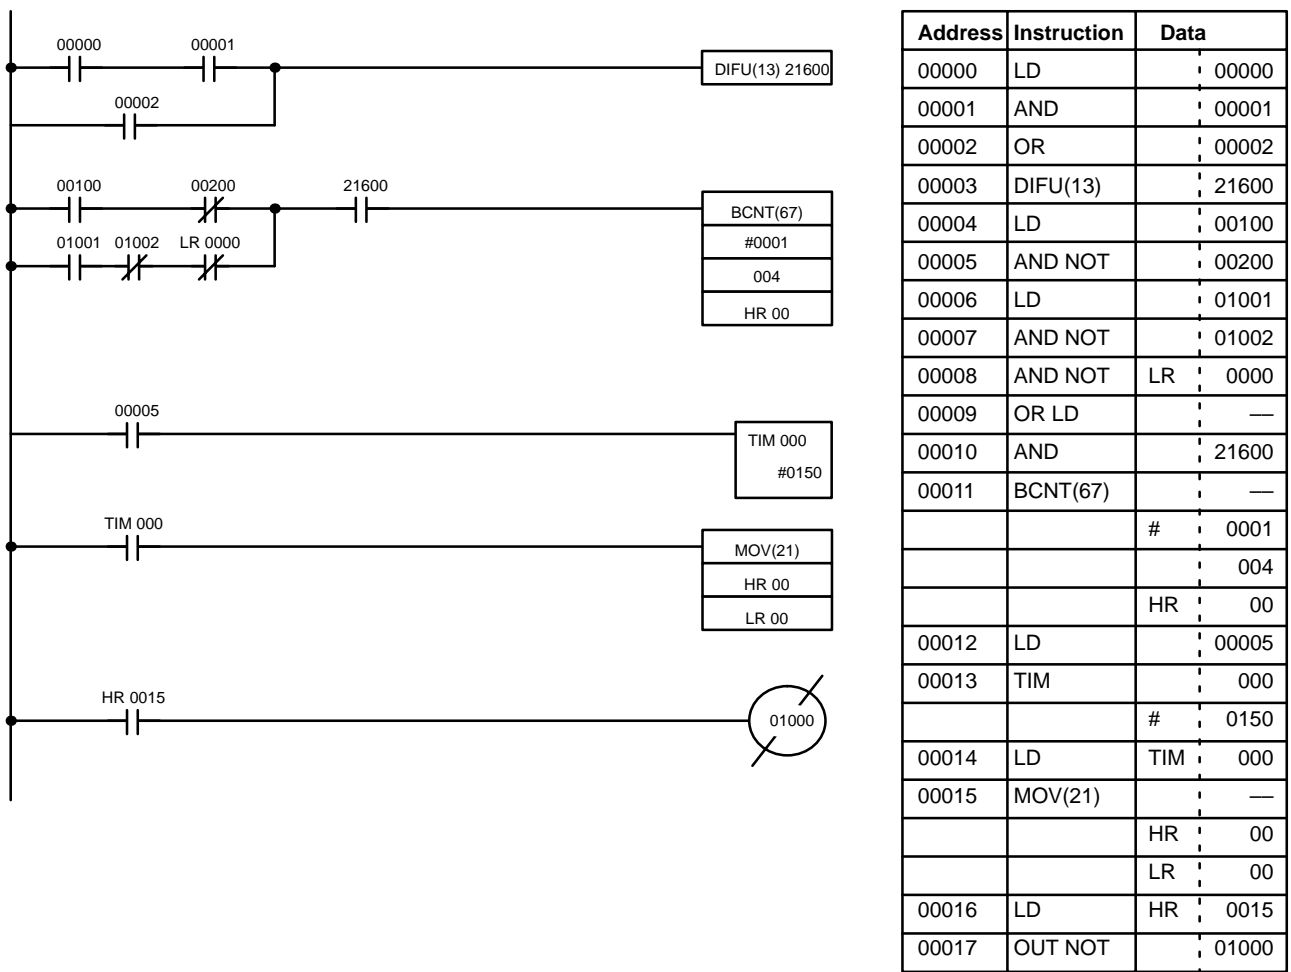 00000 00001
DIFU(13) 21600
00002
00100 00200 21600
BCNT(67)
#0001
004
HR 00
01001 01002 LR 0000
00005
TIM 000
#0150
TIM 000
MOV(21)
HR 00
LR 00
HR 0015
01000
Address Instruction Data
00000 LD 00000
00001 AND 00001
00002 OR 00002
00003 DIFU(13) 21600
00004 LD 00100
00005 AND NOT 00200
00006 LD 01001
00007 AND NOT 01002
00008 AND NOT LR 0000
00009 OR LD —
00010 AND 21600
00011 BCNT(67) —
# 0001
004
HR 00
00012 LD 00005
00013 TIM 000
# 0150
00014 LD TIM 000
00015 MOV(21) —
HR 00
LR 00
00016 LD HR 0015
00017 OUT NOT 01000